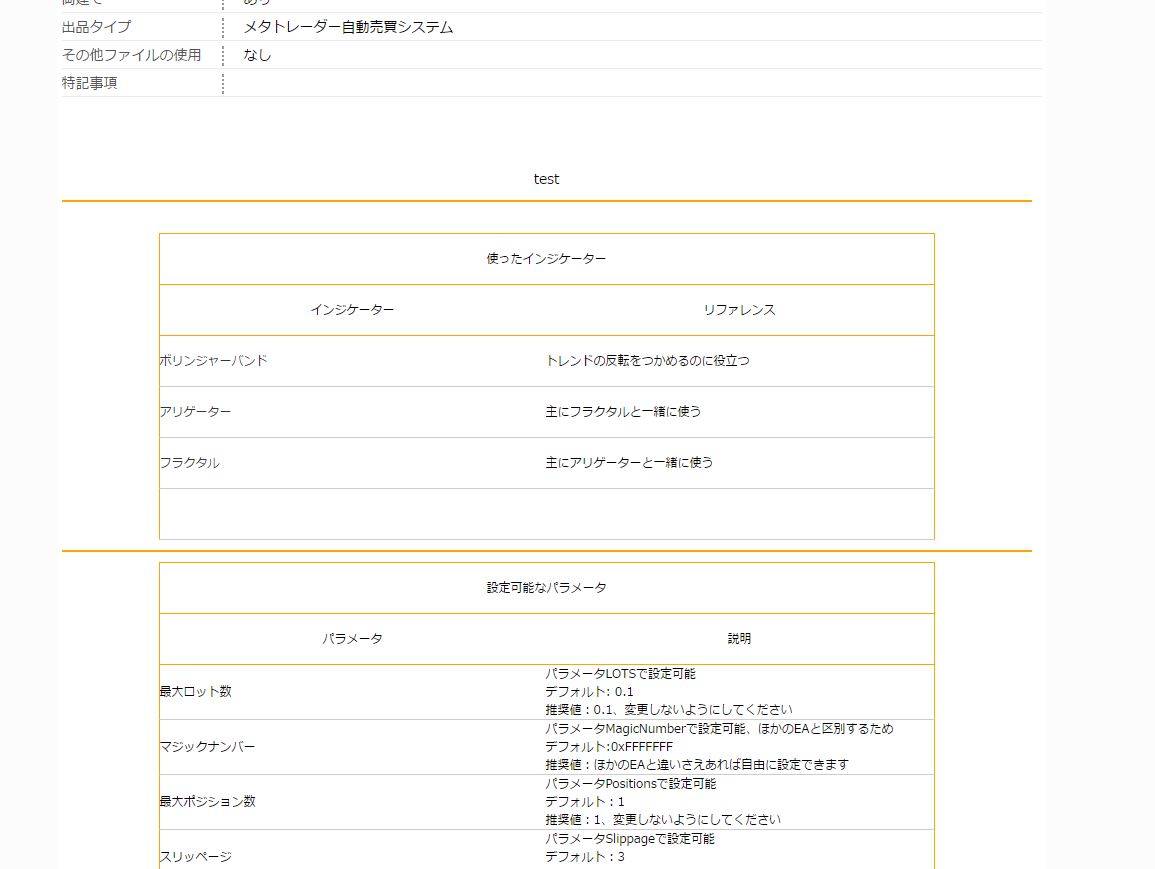 両建て あり
出品タイプ メタトレーダー自動売買システム
その他ファイルの使用 なし
特記事項
test
使ったインジケーター
インジケーター リファレンス
ボリンジャーバンド トレンドの反転をつかめるのに役立つ
アリゲーター 主にフラクタルと一緒に使う
フラクタル 主にアリゲーターと一緒に使う
設定可能なパラメータ
パラメータ 説明
最大ロット数
パラメータLOTSで設定可能
デフォルト: 0.1
推奨値：0.1、変更しないようにしてください
マジックナンバー
パラメータMagicNumberで設定可能、ほかのEAと区別するため
デフォルト:0xFFFFFFF
推奨値：ほかのEAと違いさえあれば自由に設定できます
最大ポジション数
パラメータPositionsで設定可能
デフォルト：1
推奨値：1、変更しないようにしてください
スリッページ
パラメータSlippageで設定可能
デフォルト：3